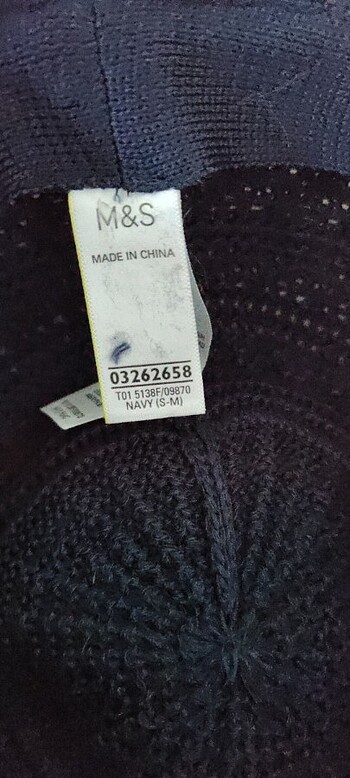 M&S
MADE IN CHINA
03262658
T01 5138F/09870
NAVY (S-M)